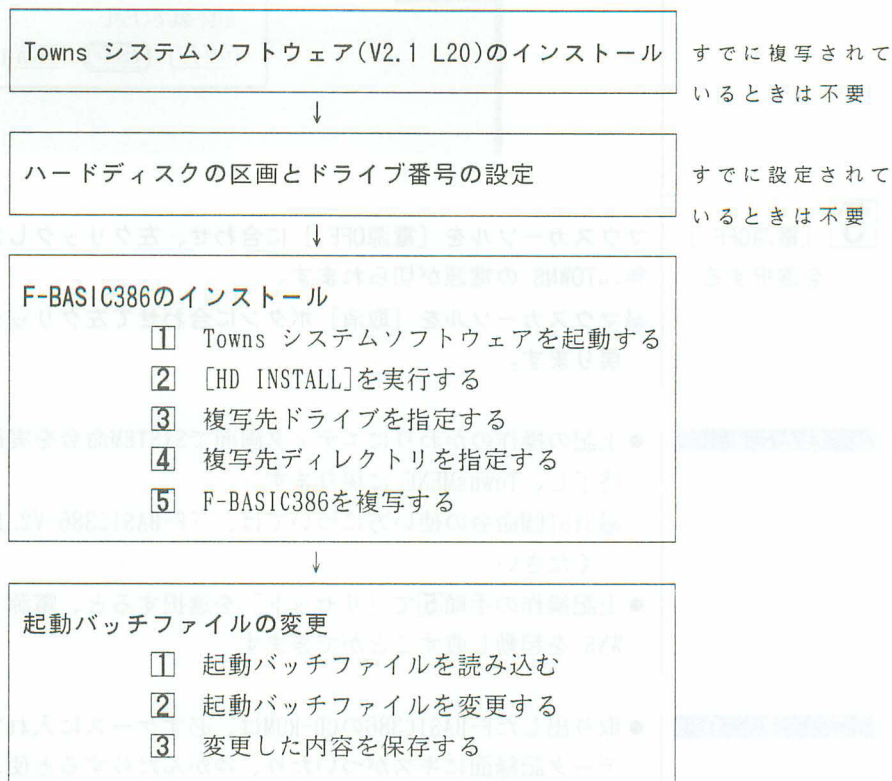 Towns システムソフトウェア(V2.1 L20)のインストール
すでに複写されて
いるときは不要
↓
ハードディスクの区画とドライブ番号の設定
すでに設定されて
いるときは不要
↓
F-BASIC386のインストール
1 Towns システムソフトウェアを起動する
2 [HD INSTALL]を実行する
3 複写先ドライブを指定する
4 複写先ディレクトリを指定する
5 F-BASIC386を複写する
↓
起動バッチファイルの変更
1 起動バッチファイルを読み込む
2 起動バッチファイルを変更する
3 変更した内容を保存する